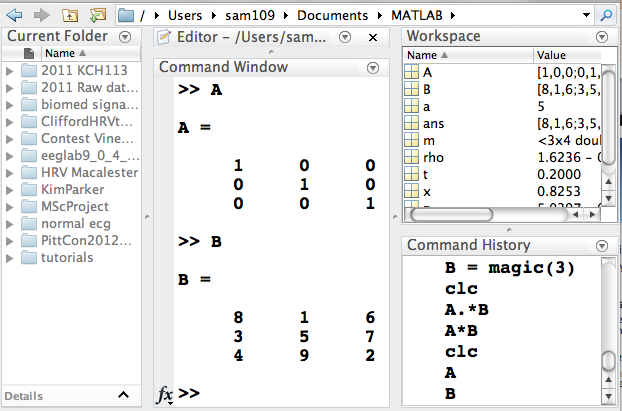 / Users sam109 Documents MATLAB
Current Folder
Name
2011 KCH113
2011 Raw dat...
biomed signa...
CliffordHRVt...
Contest Vine...
eeglab9_0_4_...
HRV Macalester
KimParker
MScProject
normal ecg
PittCon2012...
tutorials
Details
Editor - /Users/sam...
Command Window
>> A
A =
1 0 0
0 1 0
0 0 1
>> B
B =
8 1 6
3 5 7
4 9 2
fx >>
Workspace
Name Value
A [1,0,0;0,1,
B [8,1,6;3,5,
a 5
ans [8,1,6;3,5,
m <3x4 doub
rho 1.6236 - 0
t 0.2000
x 0.8253
Command History
B = magic(3)
clc
A.*B
A*B
clc
A
B